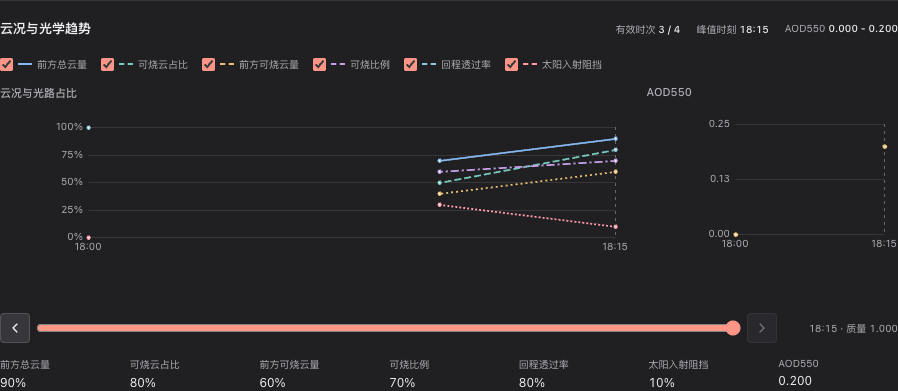 云况与光学趋势
有效时次 3 / 4 峰值时刻 18:15 AOD550 0.000 - 0.200
前方总云量 可烧云占比 前方可烧云量 可烧比例 回程透过率 太阳入射阻挡
云况与光路占比
AOD550
100%
75%
50%
25%
0%
18:00 18:15
0.25
0.13
0.00
18:00 18:15
18:15 · 质量 1.000
前方总云量 可烧云占比 前方可烧云量 可烧比例 回程透过率 太阳入射阻挡 AOD550
90% 80% 60% 70% 80% 10% 0.200